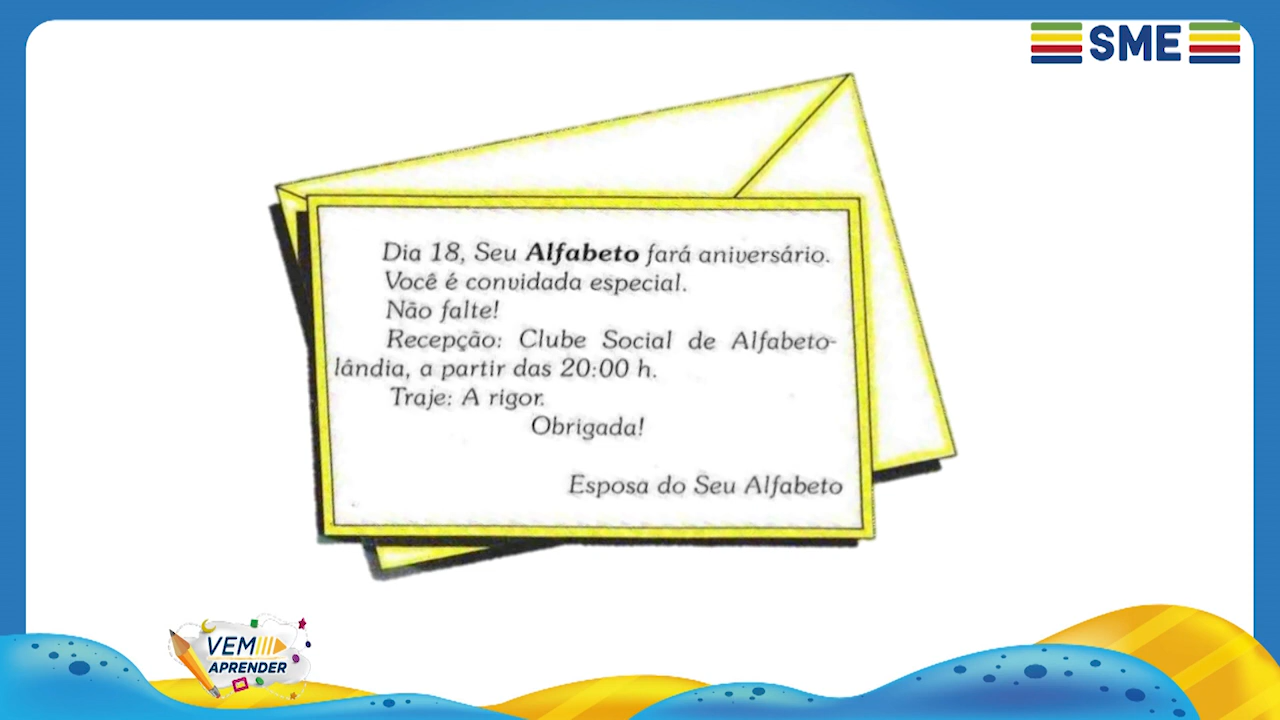 SME
Dia 18, Seu Alfabeto fará aniversário.
Você é convidada especial.
Não falte!
Recepção: Clube Social de Alfabeto-
lândia, a partir das 20:00 h.
Traje: A rigor.
Obrigada!
Esposa do Seu Alfabeto
VEM
APRENDER